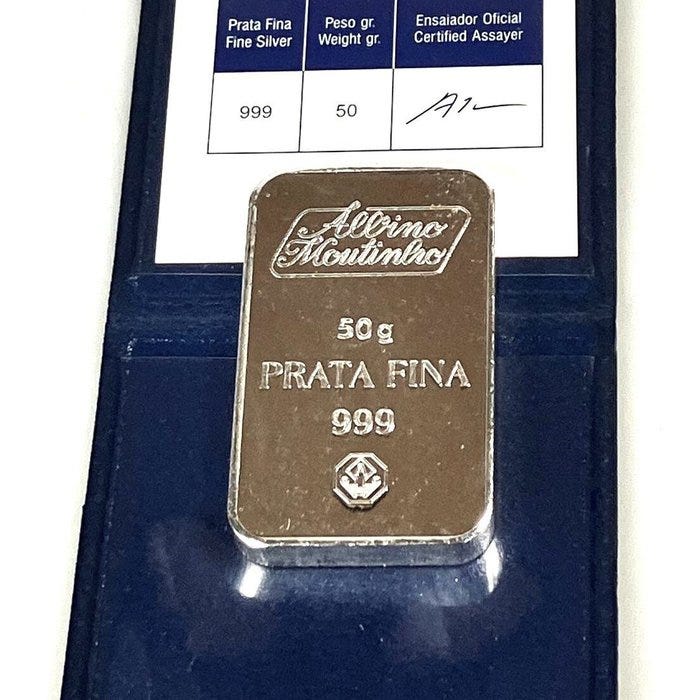 Prata Fina Peso gr. Ensaiador Oficial
Fine Silver Weight gr. Certified Assayer
999 50
Albino
Moutinho
50g
PRATA FINA
999